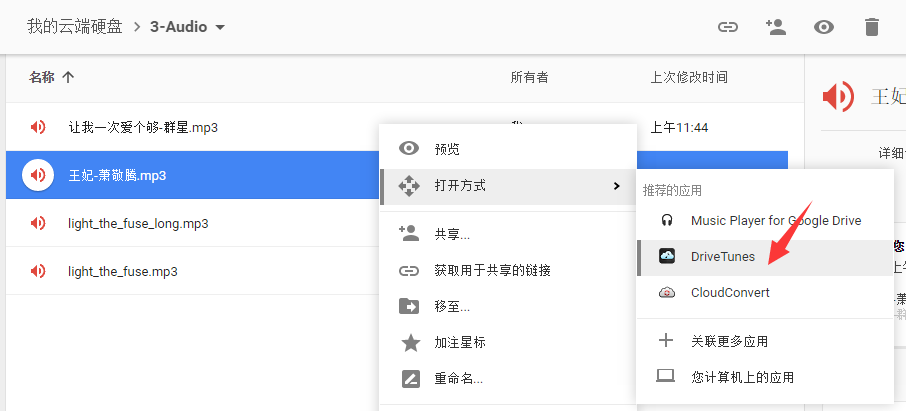 我的云端硬盘 > 3-Audio
名称 所有者 上次修改时间
王妃
让我一次爱个够-群星.mp3 上午11:44
详细
王妃-萧敬腾.mp3
light_the_fuse_long.mp3
light_the_fuse.mp3
预览
打开方式
共享...
获取用于共享的链接
移至...
加注星标
重命名...
推荐的应用
Music Player for Google Drive
DriveTunes
CloudConvert
关联更多应用
您计算机上的应用
您